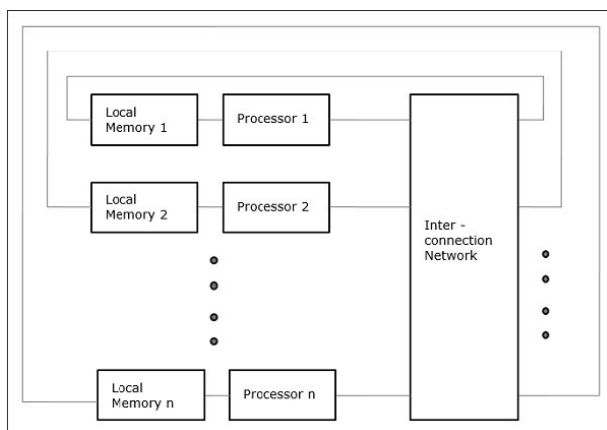 Local
Memory 1
Processor 1
Local
Memory 2
Processor 2
Inter -
connection
Network
Local
Memory n
Processor n